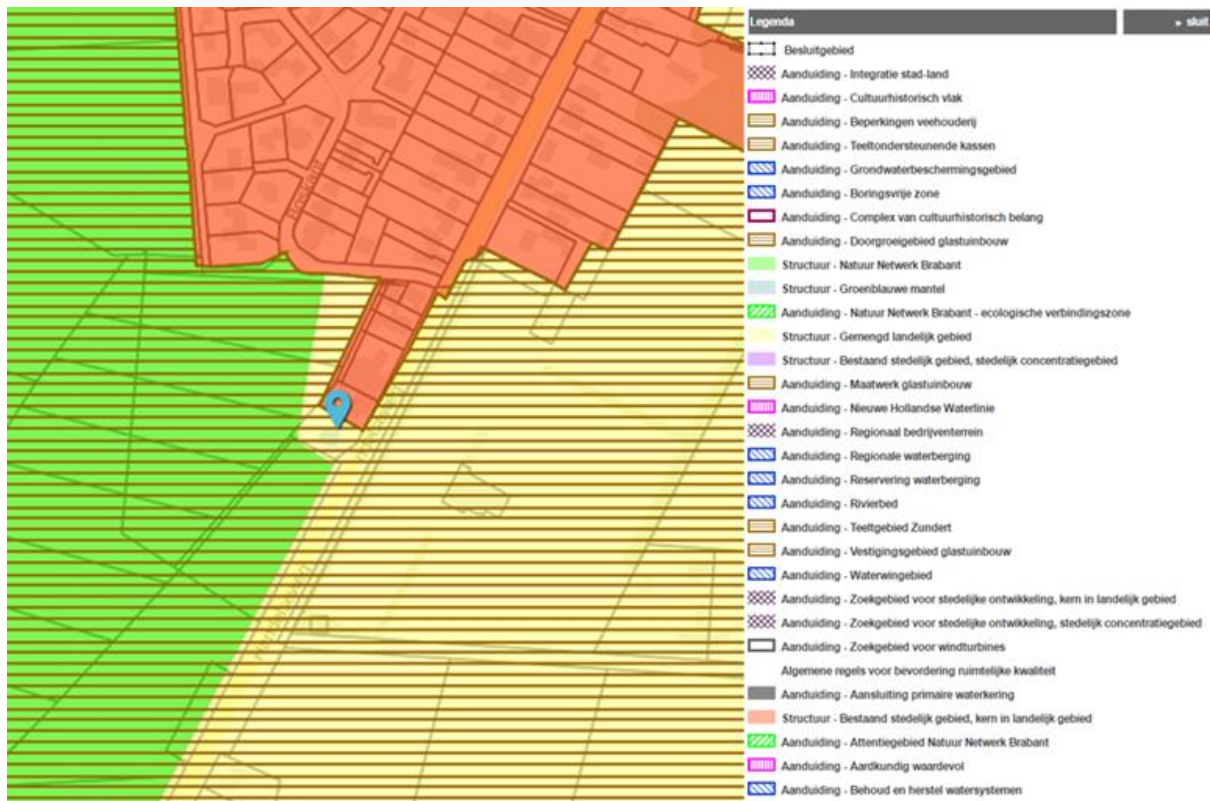 Legenda
▸ sluit
Besluitgebied
Aanduiding - Integratie stad-land
Aanduiding - Cultuurhistorisch vlak
Aanduiding - Beperkingen veehouderij
Aanduiding - Teeltondersteunende kassen
Aanduiding - Grondwaterbeschermingsgebied
Aanduiding - Boringsvrije zone
Aanduiding - Complex van cultuurhistorisch belang
Aanduiding - Doorgroeigebied glastuinbouw
Structuur - Natuur Netwerk Brabant
Structuur - Groenblauwe mantel
Aanduiding - Natuur Netwerk Brabant - ecologische verbindingszone
Structuur - Gemengd landelijk gebied
Structuur - Bestaand stedelijk gebied, stedelijk concentratiegebied
Aanduiding - Maatwerk glastuinbouw
Aanduiding - Nieuwe Hollandse Waterlinie
Aanduiding - Regionaal bedrijventerrein
Aanduiding - Regionale waterberging
Aanduiding - Reservering waterberging
Aanduiding - Rivierbed
Aanduiding - Teeltgebied Zundert
Aanduiding - Vestigingsgebied glastuinbouw
Aanduiding - Waterwingebied
Aanduiding - Zoekgebied voor stedelijke ontwikkeling, kern in landelijk gebied
Aanduiding - Zoekgebied voor stedelijke ontwikkeling, stedelijk concentratiegebied
Aanduiding - Zoekgebied voor windturbines
Algemene regels voor bevordering ruimtelijke kwaliteit
Aanduiding - Aansluiting primaire waterkering
Structuur - Bestaand stedelijk gebied, kern in landelijk gebied
Aanduiding - Attentiegebied Natuur Netwerk Brabant
Aanduiding - Aardkundig waardevol
Aanduiding - Behoud en herstel watersystemen